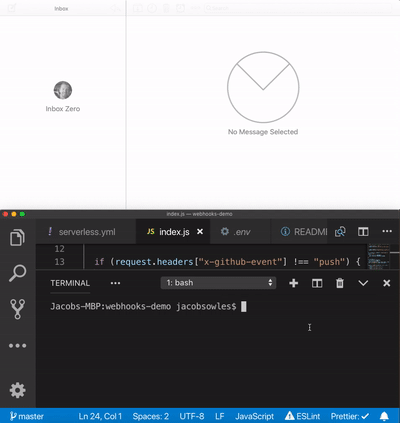 Inbox
Inbox Zero
No Message Selected
index.js — webhooks-demo
serverless.yml
JS index.js
.env
README
12
13 if (request.headers["x-github-event"] !== "push") {
TERMINAL
1: bash
Jacobs-MBP:webhooks-demo jacobsowles$
master
Ln 24, Col 1
Spaces: 2
UTF-8
LF
JavaScript
ESLint
Prettier: ✓